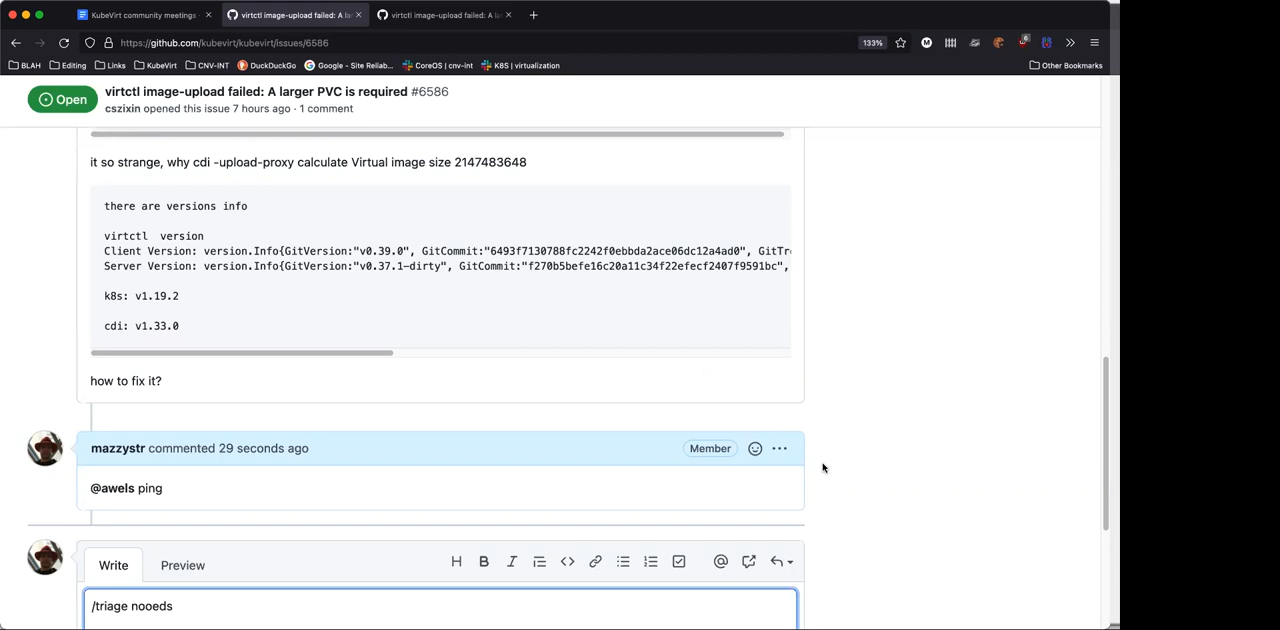 KubeVirt community meetings
virtctl image-upload failed: A la
virtctl image-upload failed: A la
https://github.com/kubevirt/kubevirt/issues/6586
133%
M
6
BLAH
Editing
Links
KubeVirt
CNV-INT
DuckDuckGo
Google - Site Reliab...
CoreOS | cnv-int
K8S | virtualization
Other Bookmarks
Open
virtctl image-upload failed: A larger PVC is required #6586
cszixin opened this issue 7 hours ago · 1 comment
it so strange, why cdi -upload-proxy calculate Virtual image size 2147483648
there are versions info
virtctl  version
Client Version: version.Info{GitVersion:"v0.39.0", GitCommit:"6493f7130788fc2242f0ebbda2ace06dc12a4ad0", GitTre
Server Version: version.Info{GitVersion:"v0.37.1-dirty", GitCommit:"f270b5befe16c20a11c34f22efecf2407f9591bc",
k8s: v1.19.2
cdi: v1.33.0
how to fix it?
mazzystr commented 29 seconds ago
Member
@awels ping
Write
Preview
/triage nooeds